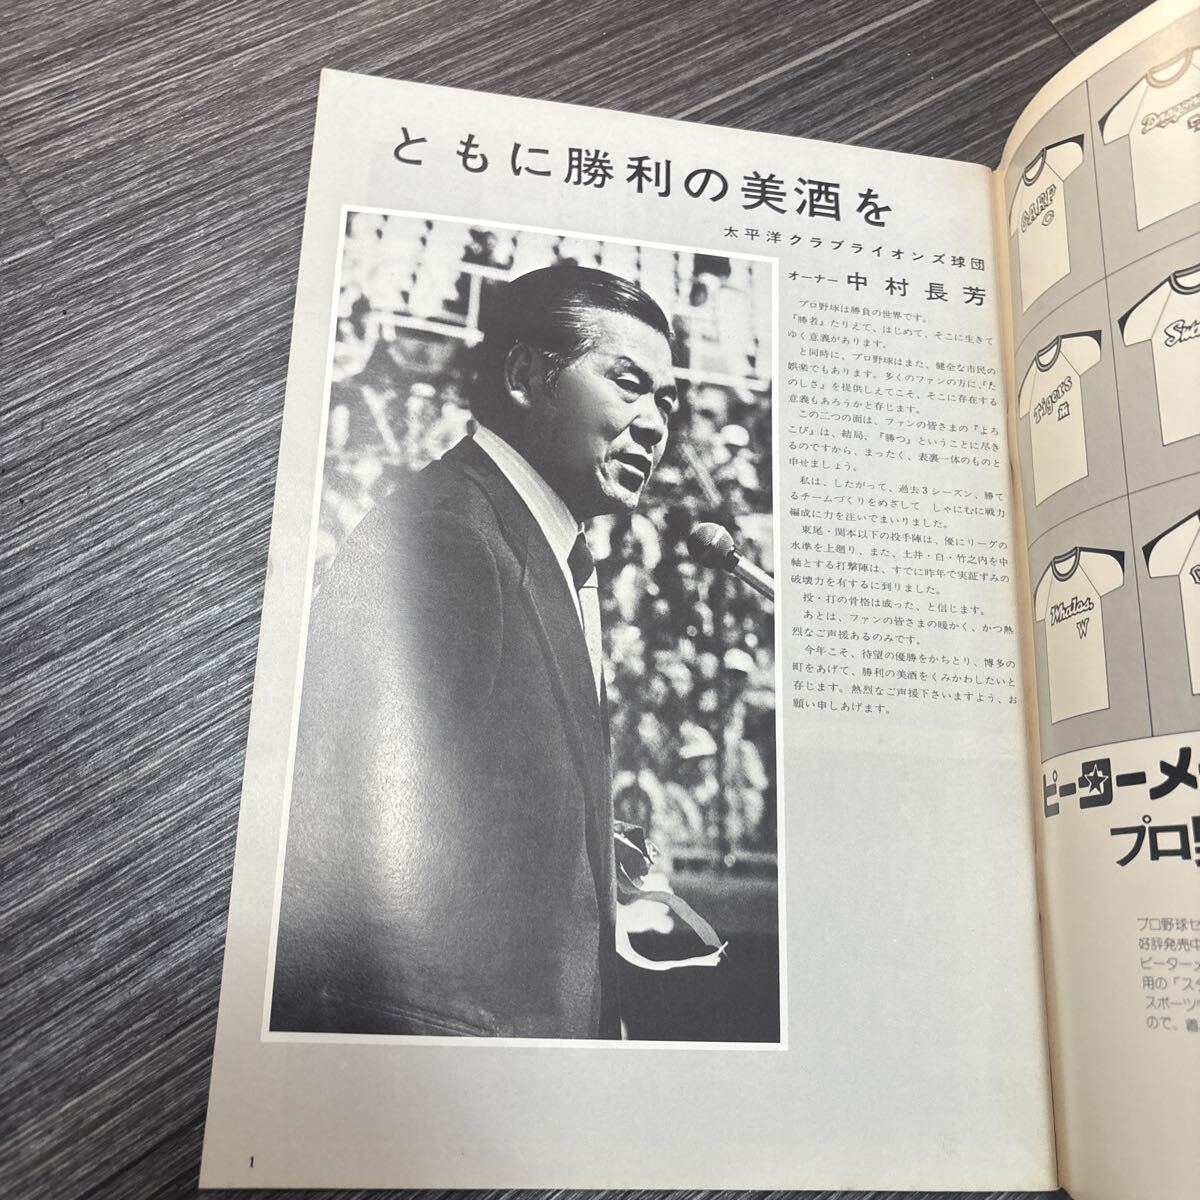 ともに勝利の美酒を
太平洋クラブライオンズ球団
オーナー 中村長芳
プロ野球は勝負の世界です。
『勝者』たりえて、はじめて、そこに生きて
ゆく意義があります。
と同時に、プロ野球はまた、健全な市民の
娯楽でもあります。多くのファンの方に、『た
のしさ』を提供しえてこそ、そこに存在する
意義もあろうかと存じます。
この二つの面は、ファンの皆さまの『よろ
こび』は、結局、『勝つ』ということに尽き
るのですから、まったく、表裏一体のものと
申せましょう。
私は、したがって、過去3シーズン、勝て
るチームづくりをめざして しゃにむに戦力
編成に力を注いでまいりました。
東尾・関本以下の投手陣は、優にリーグの
水準を上廻り、また、土井・白・竹之内を中
軸とする打撃陣は、すでに昨年で実証ずみの
破壊力を有するに到りました。
投・打の骨格は成った、と信じます。
あとは、ファンの皆さまの暖かく、かつ熱
烈なご声援あるのみです。
今年こそ、待望の優勝をかちとり、博多の
町をあげて、勝利の美酒をくみかわしたいと
存じます。熱烈なご声援下さいますよう、お
願い申しあげます。
1
CARP
C
Tigers
Whales
W
ピーターメ
プロ野
プロ野球セ
好評発売中
ピーターメ
用の「スタ
スポーツ
ので、着